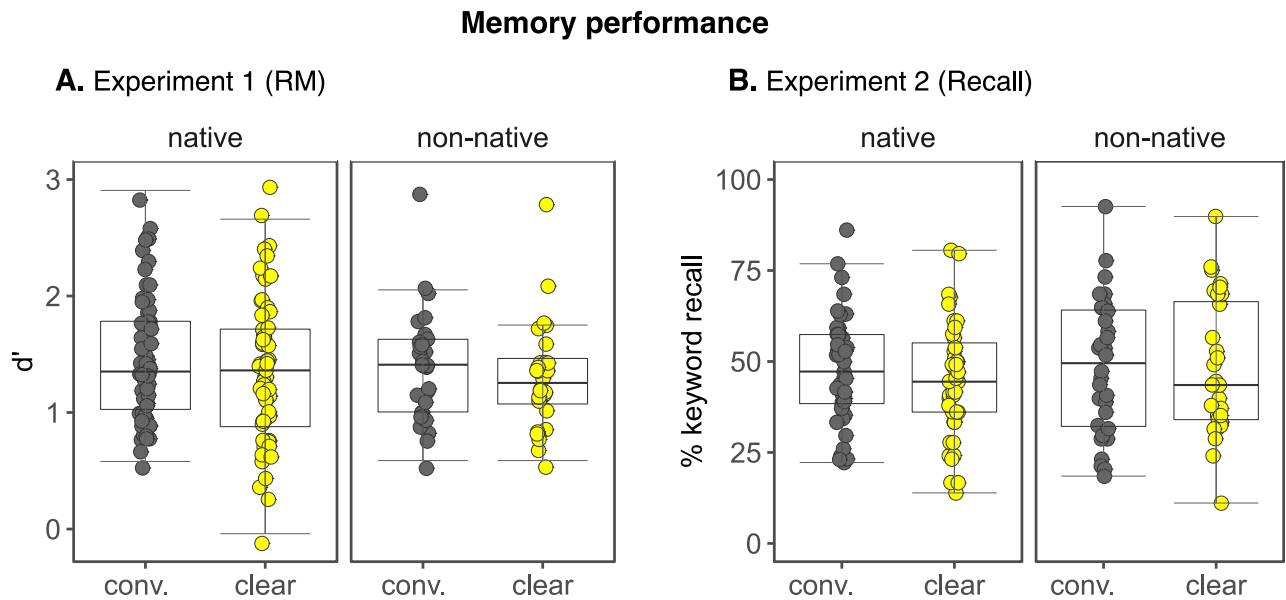 Memory performance
A. Experiment 1 (RM)
B. Experiment 2 (Recall)
native
non-native
native
non-native
d'
3
2
1
0
% keyword recall
100
75
50
25
0
conv.
clear
conv.
clear
conv.
clear
conv.
clear